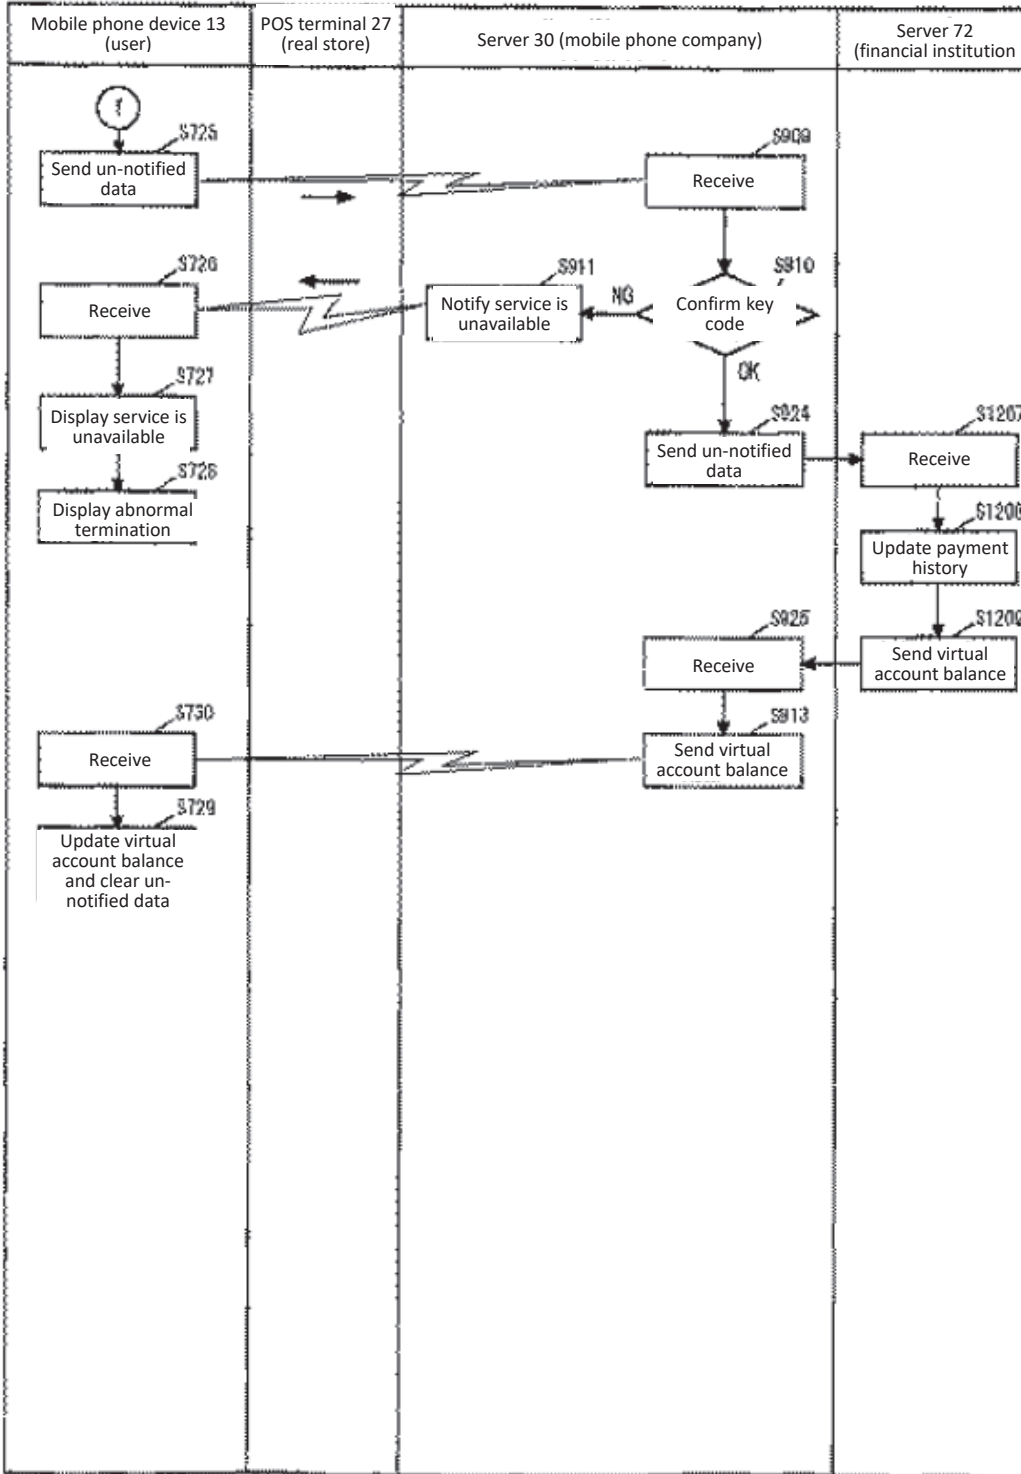 Mobile phone device 13
(user)
POS terminal 27
(real store)
Server 30 (mobile phone company)
Server 72
(financial institution
S725
Send un-notified
data
S909
Receive
S726
Receive
S911
Notify service is
unavailable
NG
S910
Confirm key
code
OK
S727
Display service is
unavailable
S728
Display abnormal
termination
S924
Send un-notified
data
S1207
Receive
S1208
Update payment
history
S1209
Send virtual
account balance
S925
Receive
S913
Send virtual
account balance
S730
Receive
S729
Update virtual
account balance
and clear un-
notified data